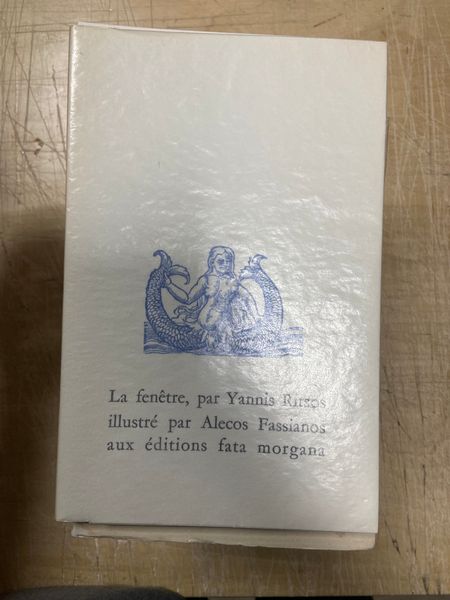 La fenêtre, par Yannis Ritsos
illustré par Alecos Fassianos
aux éditions fata morgana